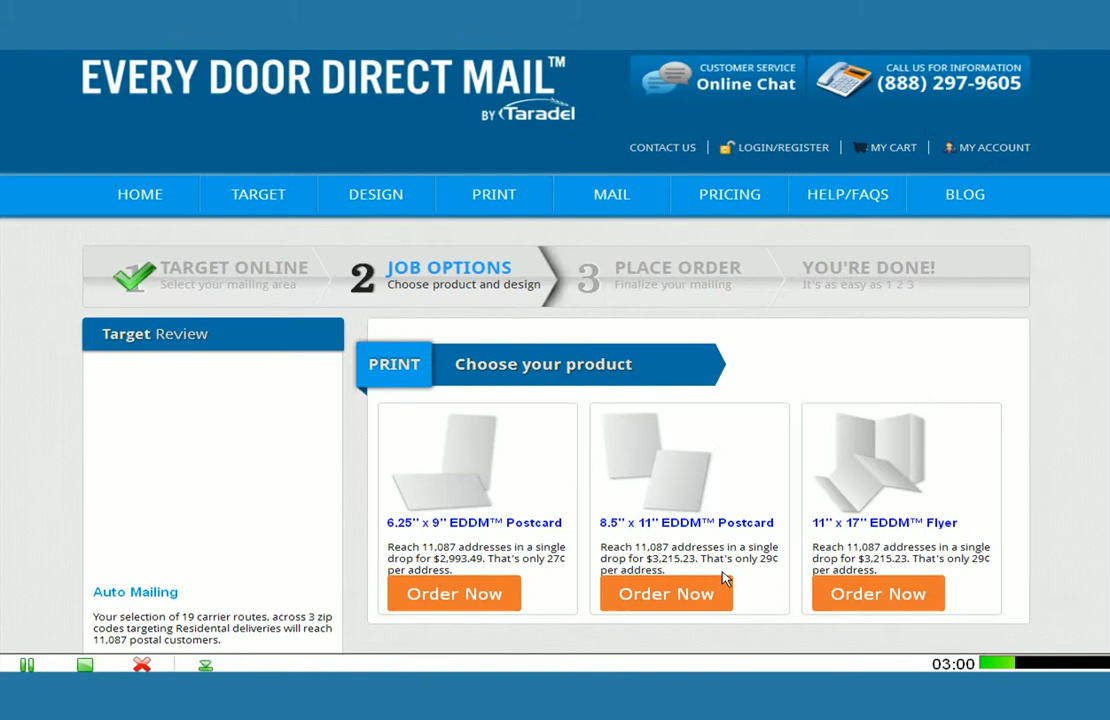 EVERY DOOR DIRECT MAIL™
BY Taradel
CUSTOMER SERVICE
Online Chat
CALL US FOR INFORMATION
(888) 297-9605
CONTACT US
LOGIN/REGISTER
MY CART
MY ACCOUNT
HOME
TARGET
DESIGN
PRINT
MAIL
PRICING
HELP/FAQS
BLOG
1
TARGET ONLINE
Select your mailing area
2
JOB OPTIONS
Choose product and design
3
PLACE ORDER
Finalize your mailing
YOU'RE DONE!
It's as easy as 1 2 3
Target Review
Auto Mailing
Your selection of 19 carrier routes, across 3 zip
codes targeting Residental deliveries will reach
11,087 postal customers.
PRINT
Choose your product
6.25" x 9" EDDM™ Postcard
Reach 11,087 addresses in a single
drop for $2,993.49. That's only 27¢
per address.
Order Now
8.5" x 11" EDDM™ Postcard
Reach 11,087 addresses in a single
drop for $3,215.23. That's only 29¢
per address.
Order Now
11" x 17" EDDM™ Flyer
Reach 11,087 addresses in a single
drop for $3,215.23. That's only 29¢
per address.
Order Now
03:00